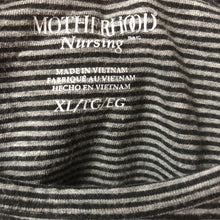 MOTHERHOOD
Nursing
MADE IN VIETNAM
FABRIQUÉ AU VIETNAM
HECHO EN VIETNAM
XL/TG/EG